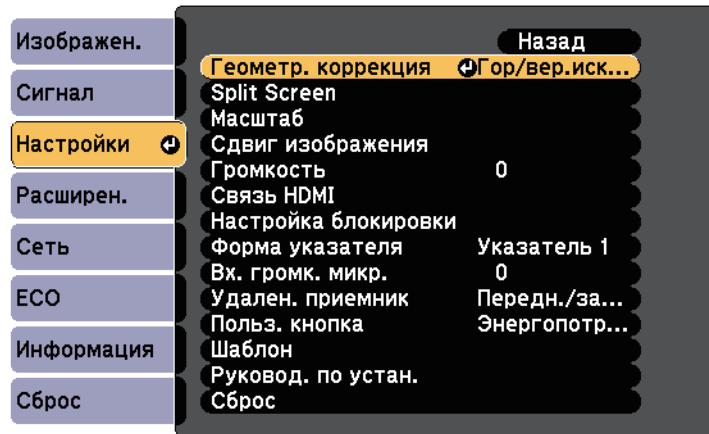 Изображен.
Сигнал
Настройки
Расширен.
Сеть
ECO
Информация
Сброс
Назад
Геометр. коррекция Гор/вер.иск...
Split Screen
Масштаб
Сдвиг изображения
Громкость 0
Связь HDMI
Настройка блокировки
Форма указателя Указатель 1
Вх. громк. микр. 0
Удален. приемник Передн./за...
Польз. кнопка Энергопотр...
Шаблон
Руковод. по устан.
Сброс